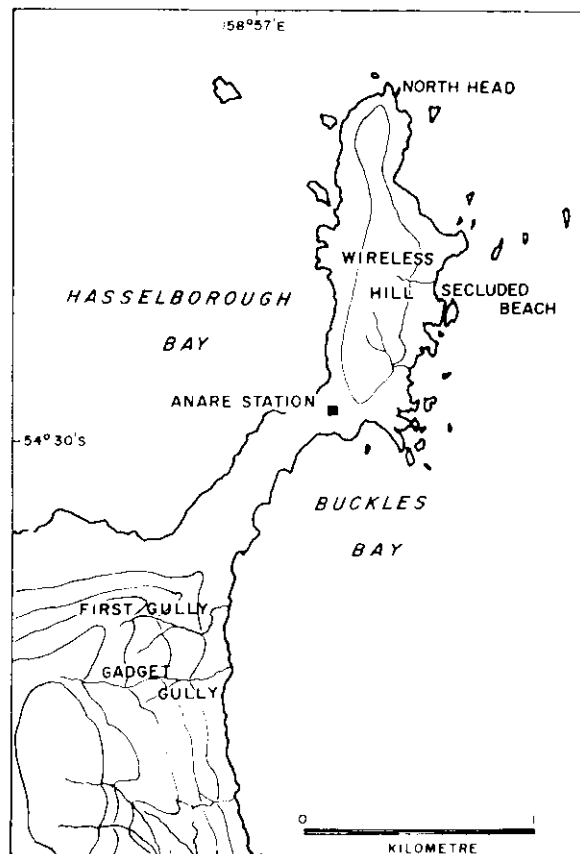 158°57'E
NORTH HEAD
WIRELESS
HILL
SECLUDED
BEACH
HASSELBOROUGH
BAY
ANARE STATION
54°30'S
BUCKLES
BAY
FIRST GULLY
GADGET
GULLY
0 1
KILOMETRE